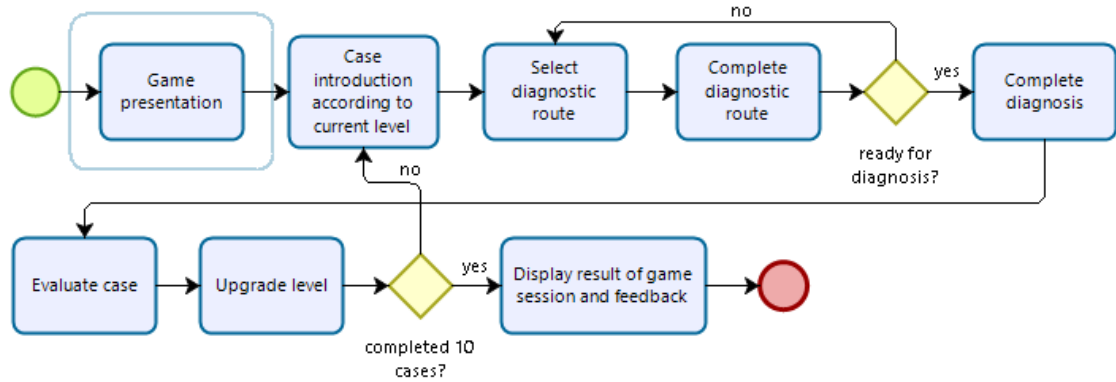 no
Game
presentation
Case
introduction
according to
current level
Select
diagnostic
route
Complete
diagnostic
route
yes
Complete
diagnosis
ready for
diagnosis?
no
Evaluate case
Upgrade level
yes
Display result of game
session and feedback
completed 10
cases?